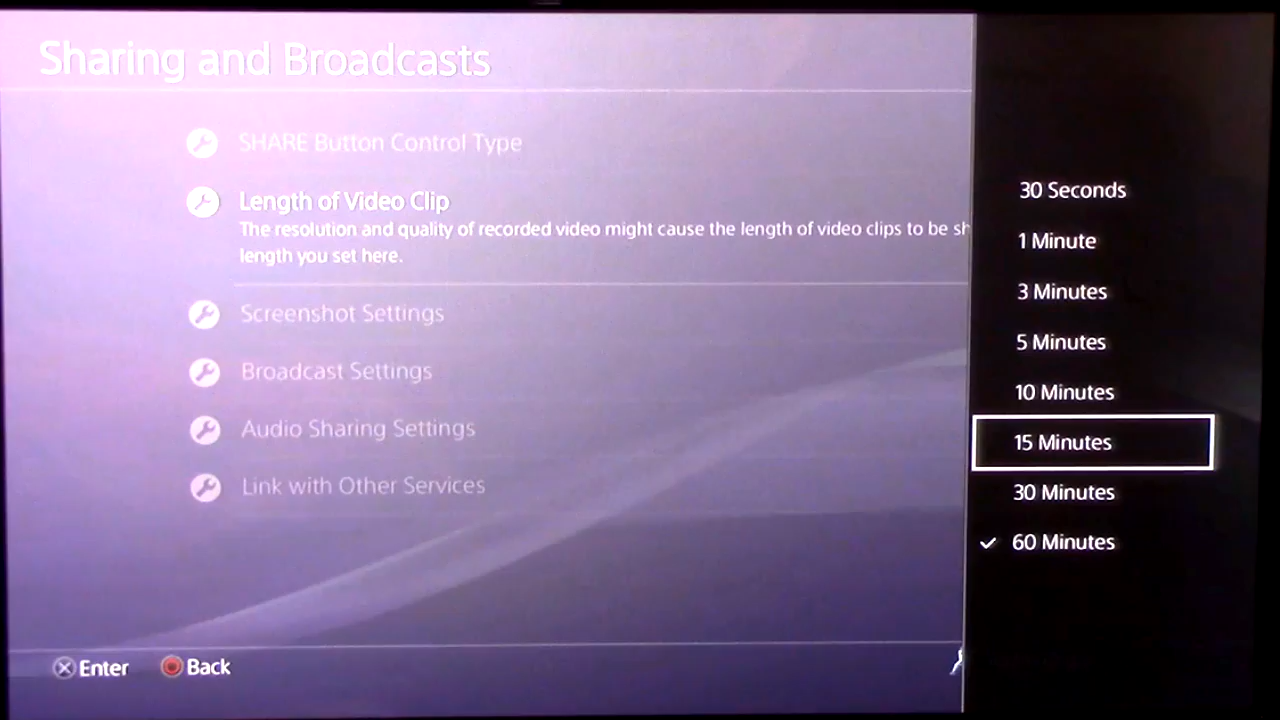 Sharing and Broadcasts
SHARE Button Control Type
Length of Video Clip
The resolution and quality of recorded video might cause the length of video clips to be
length you set here.
Screenshot Settings
Broadcast Settings
Audio Sharing Settings
Link with Other Services
Enter
Back
30 Seconds
1 Minute
3 Minutes
5 Minutes
10 Minutes
15 Minutes
30 Minutes
60 Minutes